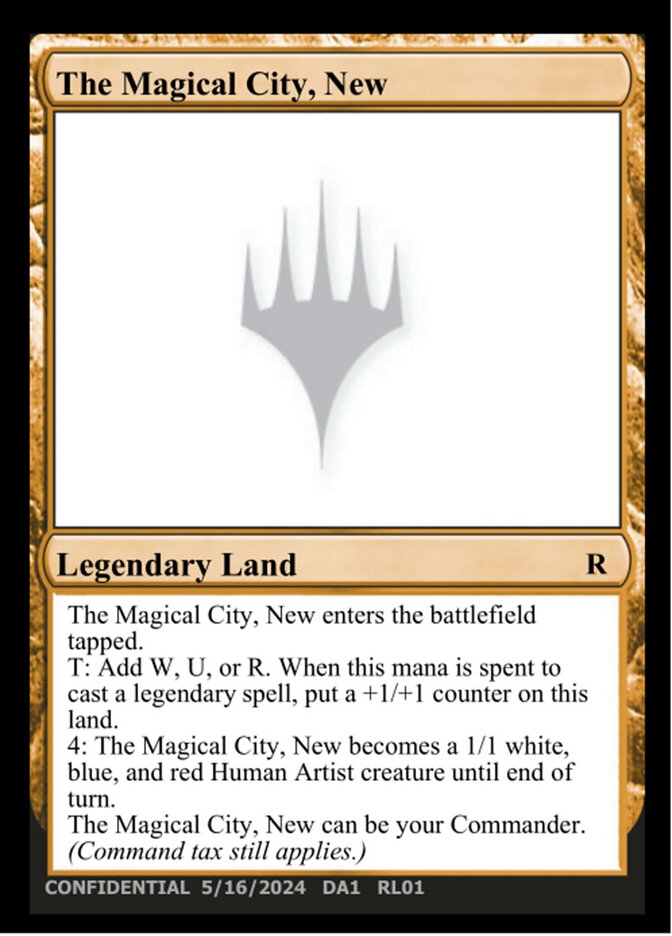 The Magical City, New
Legendary Land R
The Magical City, New enters the battlefield
tapped.
T: Add W, U, or R. When this mana is spent to
cast a legendary spell, put a +1/+1 counter on this
land.
4: The Magical City, New becomes a 1/1 white,
blue, and red Human Artist creature until end of
turn.
The Magical City, New can be your Commander.
(Command tax still applies.)
CONFIDENTIAL 5/16/2024 DA1 RL01